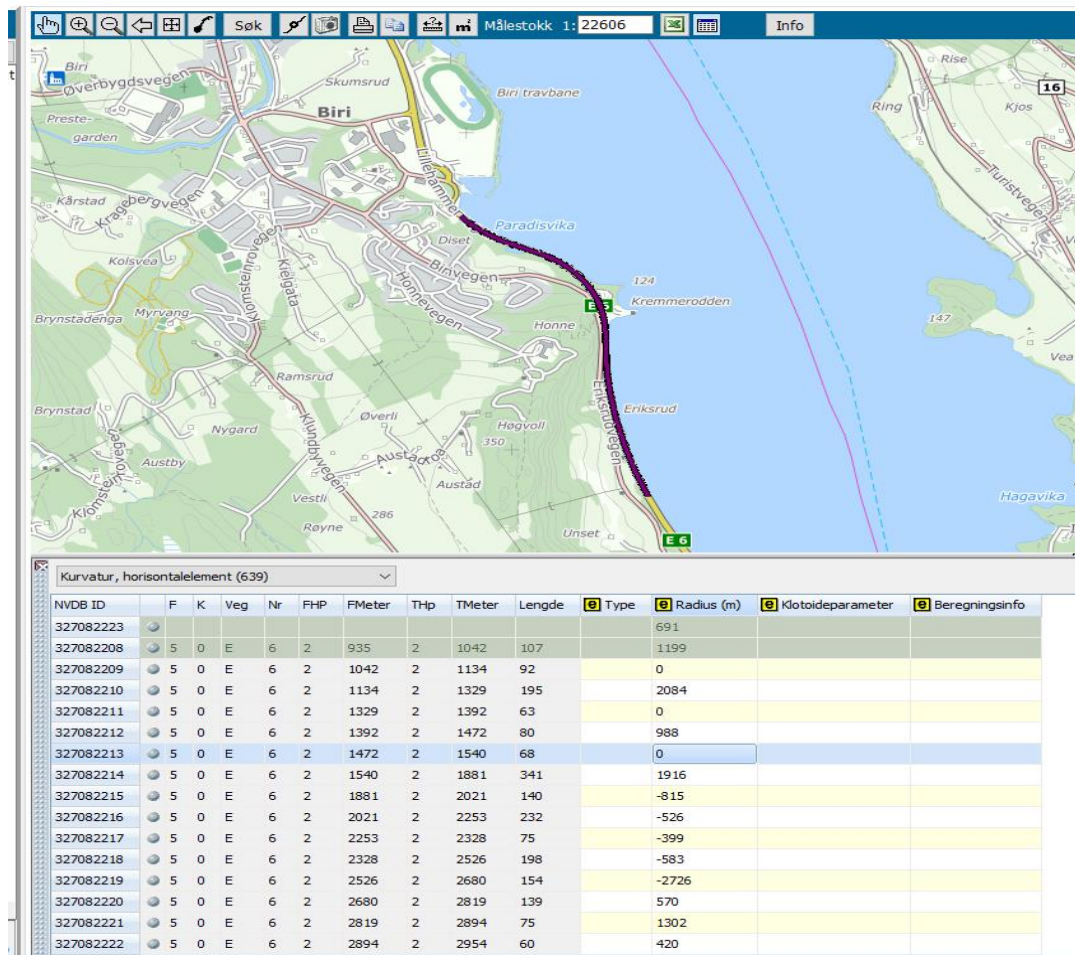 Søk
Målestokk 1: 22606
Info
Biri
Øverbygdsvegen
Skumsrud
Biri travbane
Rise
16
Ring
Kjos
Preste-
garden
Biri
Lillehammer
Turistvegen
Kårstad
Kragebergvegen
Paradisvika
Diset
Kolsvea
Klomsteinrovegen
Kleigata
Birivegen
Honnevegen
124
Kremmerodden
E 6
Brynstadenga
Myrvang
Honne
147
Vea
Ramsrud
Eriksrudvegen
Eriksrud
Brynstad
Øverli
Høgvoll
Nygard
Klundbyvegen
350
Austadroa
Klomsteinrovegen
Austby
Austad
Vestli
Hagavika
286
Røyne
Unset
E 6
Kurvatur, horisontalelement (639)
NVDB ID F K Veg Nr FHP FMeter THp TMeter Lengde e Type e Radius (m) e Klotoideparameter e Beregningsinfo
327082223 691
327082208 5 0 E 6 2 935 2 1042 107 1199
327082209 5 0 E 6 2 1042 2 1134 92 0
327082210 5 0 E 6 2 1134 2 1329 195 2084
327082211 5 0 E 6 2 1329 2 1392 63 0
327082212 5 0 E 6 2 1392 2 1472 80 988
327082213 5 0 E 6 2 1472 2 1540 68 0
327082214 5 0 E 6 2 1540 2 1881 341 1916
327082215 5 0 E 6 2 1881 2 2021 140 -815
327082216 5 0 E 6 2 2021 2 2253 232 -526
327082217 5 0 E 6 2 2253 2 2328 75 -399
327082218 5 0 E 6 2 2328 2 2526 198 -583
327082219 5 0 E 6 2 2526 2 2680 154 -2726
327082220 5 0 E 6 2 2680 2 2819 139 570
327082221 5 0 E 6 2 2819 2 2894 75 1302
327082222 5 0 E 6 2 2894 2 2954 60 420